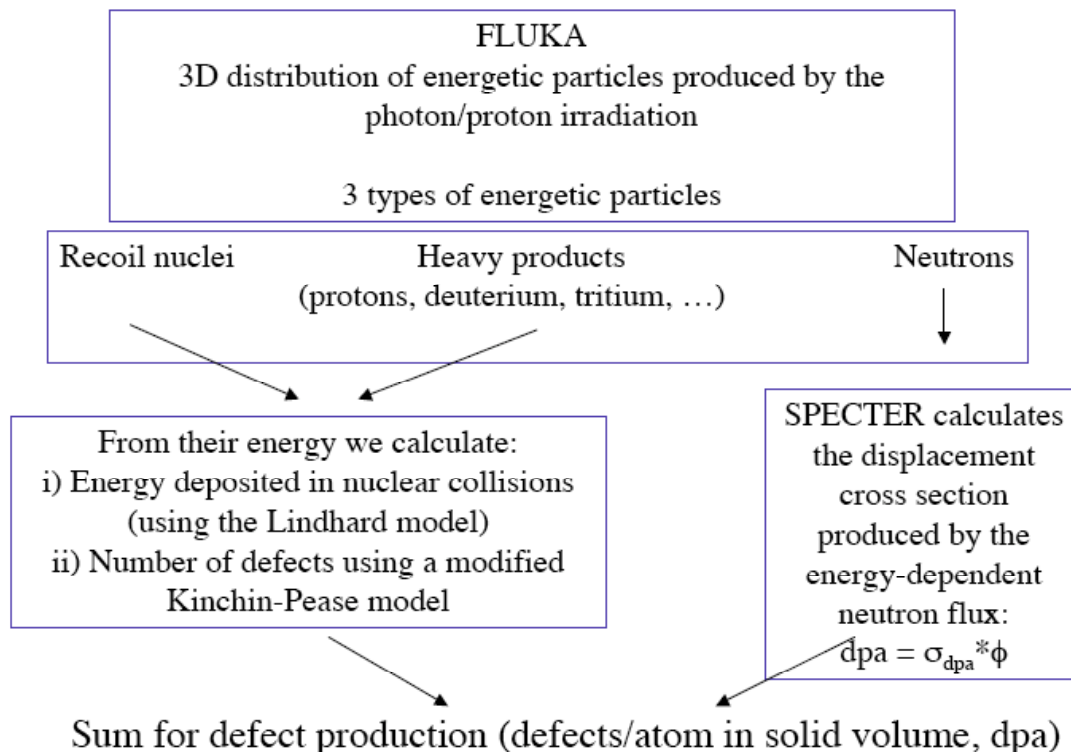 FLUKA
3D distribution of energetic particles produced by the
photon/proton irradiation
3 types of energetic particles
Recoil nuclei
Heavy products
(protons, deuterium, tritium, …)
Neutrons
From their energy we calculate:
i) Energy deposited in nuclear collisions
(using the Lindhard model)
ii) Number of defects using a modified
Kinchin-Pease model
SPECTER calculates
the displacement
cross section
produced by the
energy-dependent
neutron flux:
dpa = σdpa*ϕ
Sum for defect production (defects/atom in solid volume, dpa)